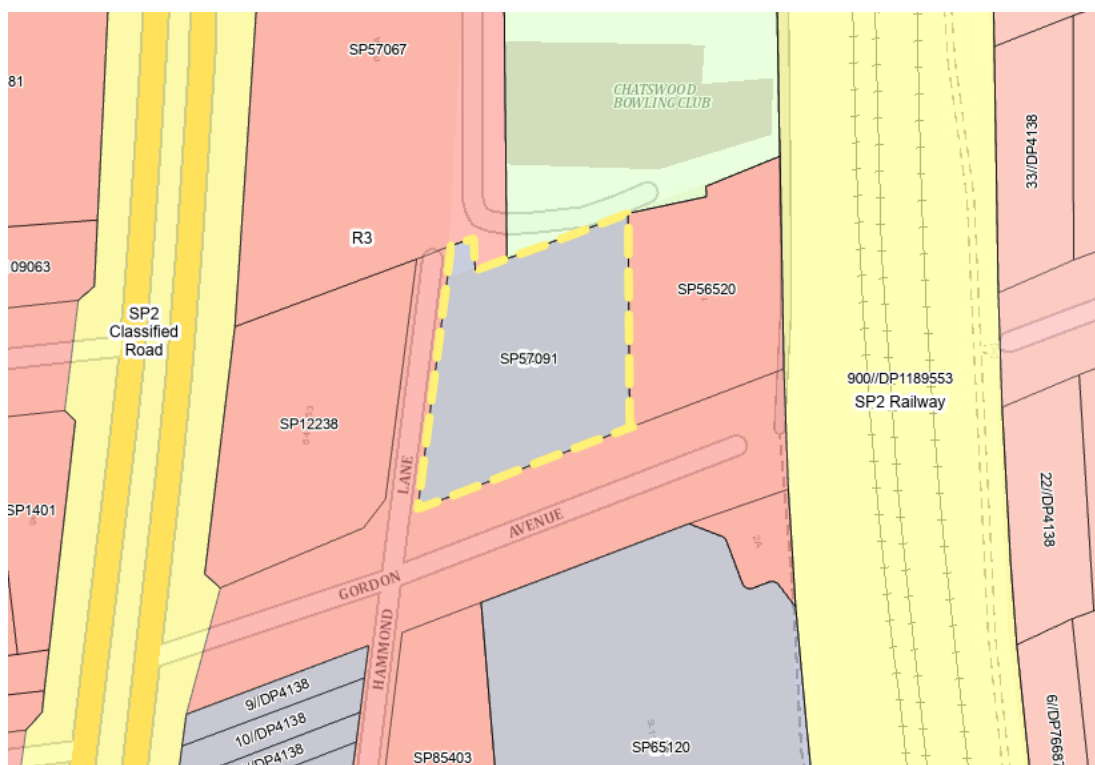 SP57067
81
CHATSWOOD
BOWLING CLUB
33//DP4138
R3
09063
SP2
Classified
Road
SP56520
SP57091
900//DP1189553
SP2 Railway
SP12238
LANE
SP1401
22//DP4138
AVENUE
2A
GORDON
HAMMOND
9//DP4138
10//DP4138
//DP4138
SP65120
SP85403
6//DP76687